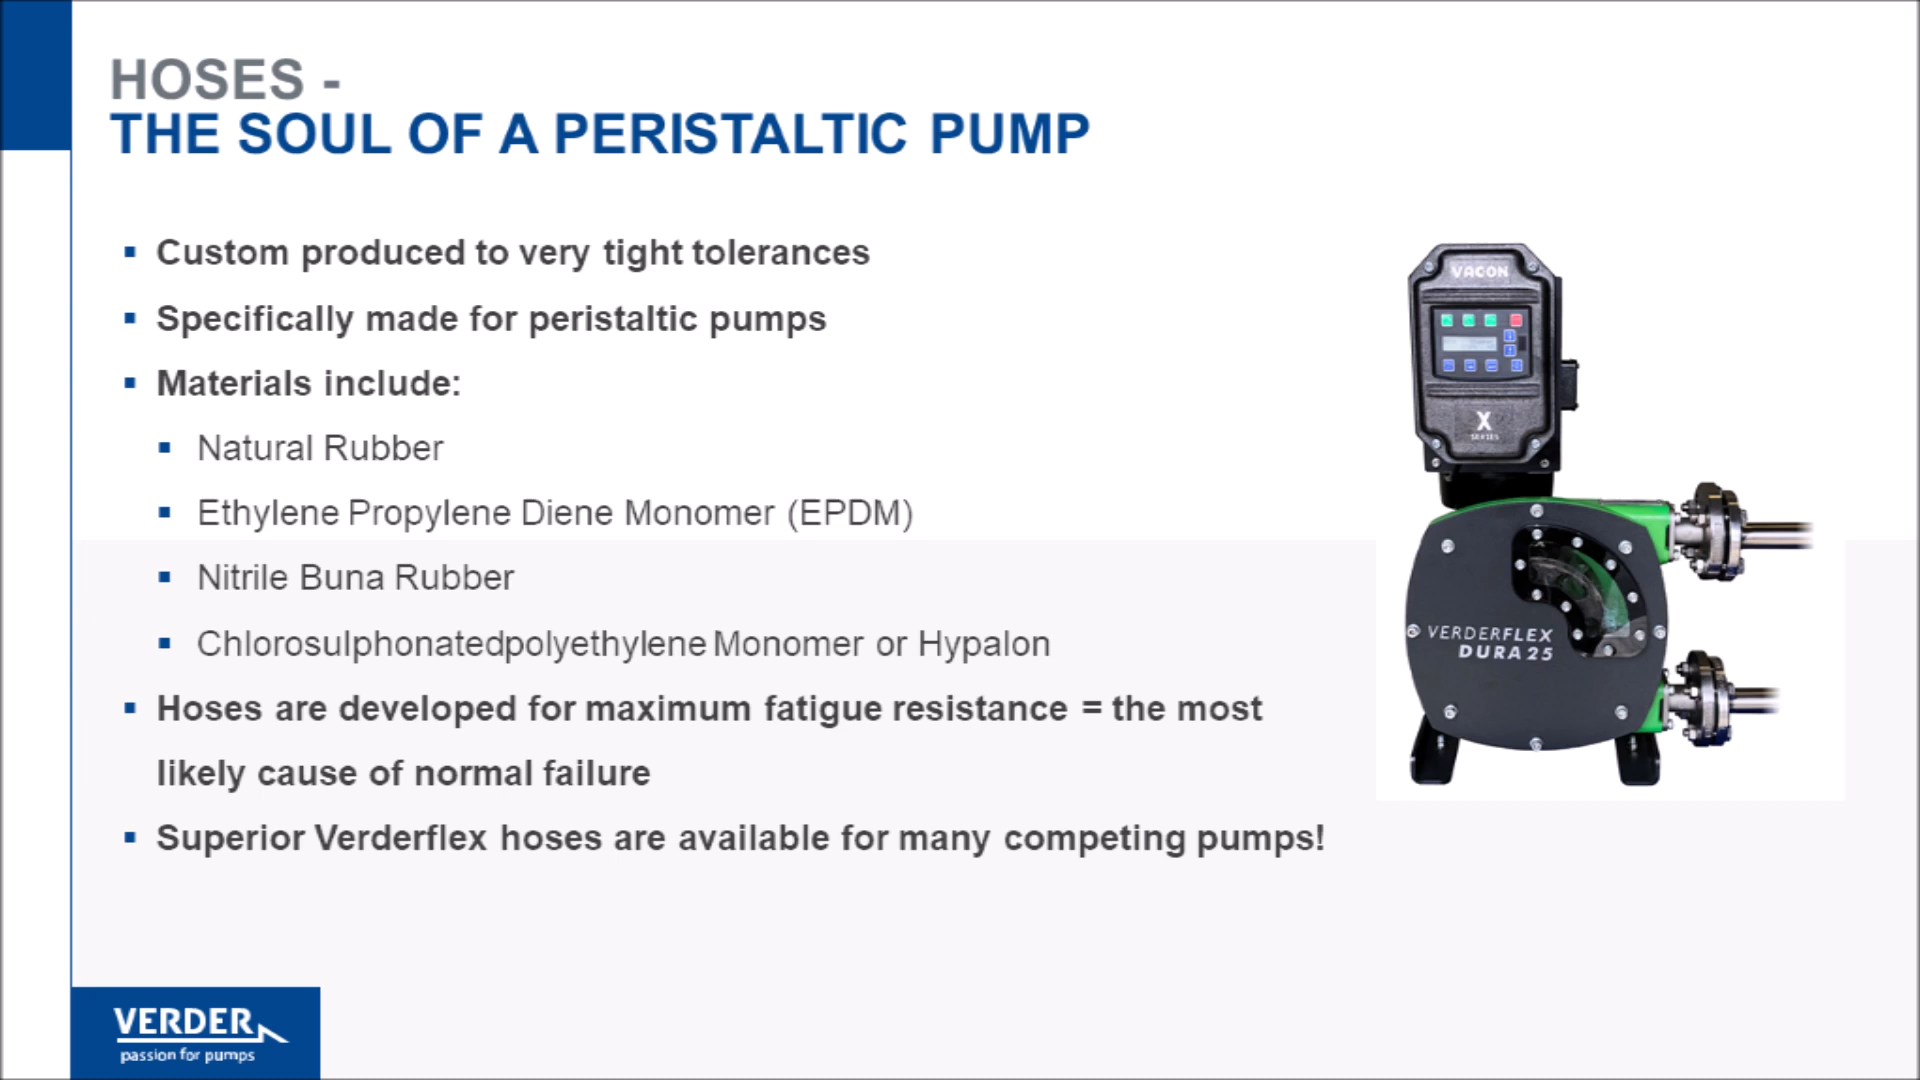 HOSES -
THE SOUL OF A PERISTALTIC PUMP
Custom produced to very tight tolerances
Specifically made for peristaltic pumps
Materials include:
Natural Rubber
Ethylene Propylene Diene Monomer (EPDM)
Nitrile Buna Rubber
Chlorosulphonatedpolyethylene Monomer or Hypalon
Hoses are developed for maximum fatigue resistance = the most
likely cause of normal failure
Superior Verderflex hoses are available for many competing pumps!
VACON
X
SERIES
VERDERFLEX
DURA 25
VERDER
passion for pumps